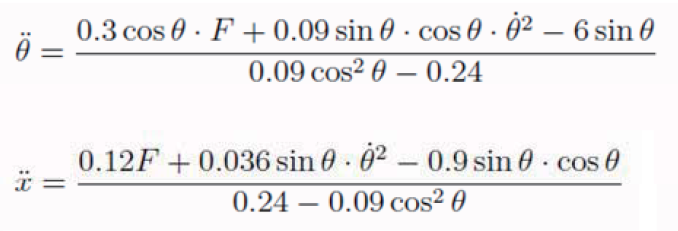 θ̈ = (0.3 cos θ · F + 0.09 sin θ · cos θ · θ̇² − 6 sin θ) / (0.09 cos² θ − 0.24)
ẍ = (0.12F + 0.036 sin θ · θ̇² − 0.9 sin θ · cos θ) / (0.24 − 0.09 cos² θ)